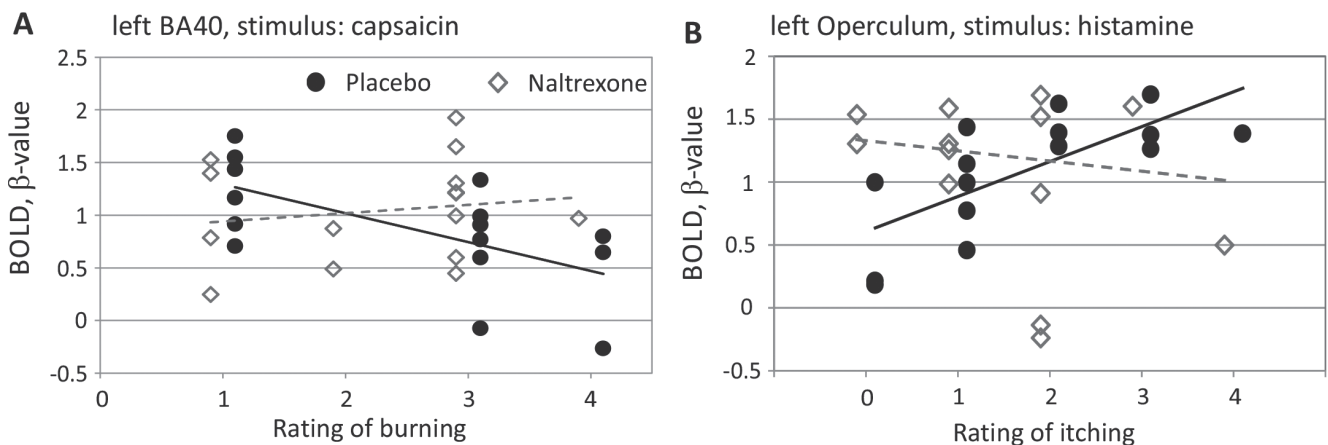 A
left BA40, stimulus: capsaicin
BOLD, β-value
2.5
2
1.5
1
0.5
0
-0.5
Placebo
Naltrexone
0 1 2 3 4
Rating of burning
B
left Operculum, stimulus: histamine
BOLD, β-value
2
1.5
1
0.5
0
-0.5
0 1 2 3 4
Rating of itching